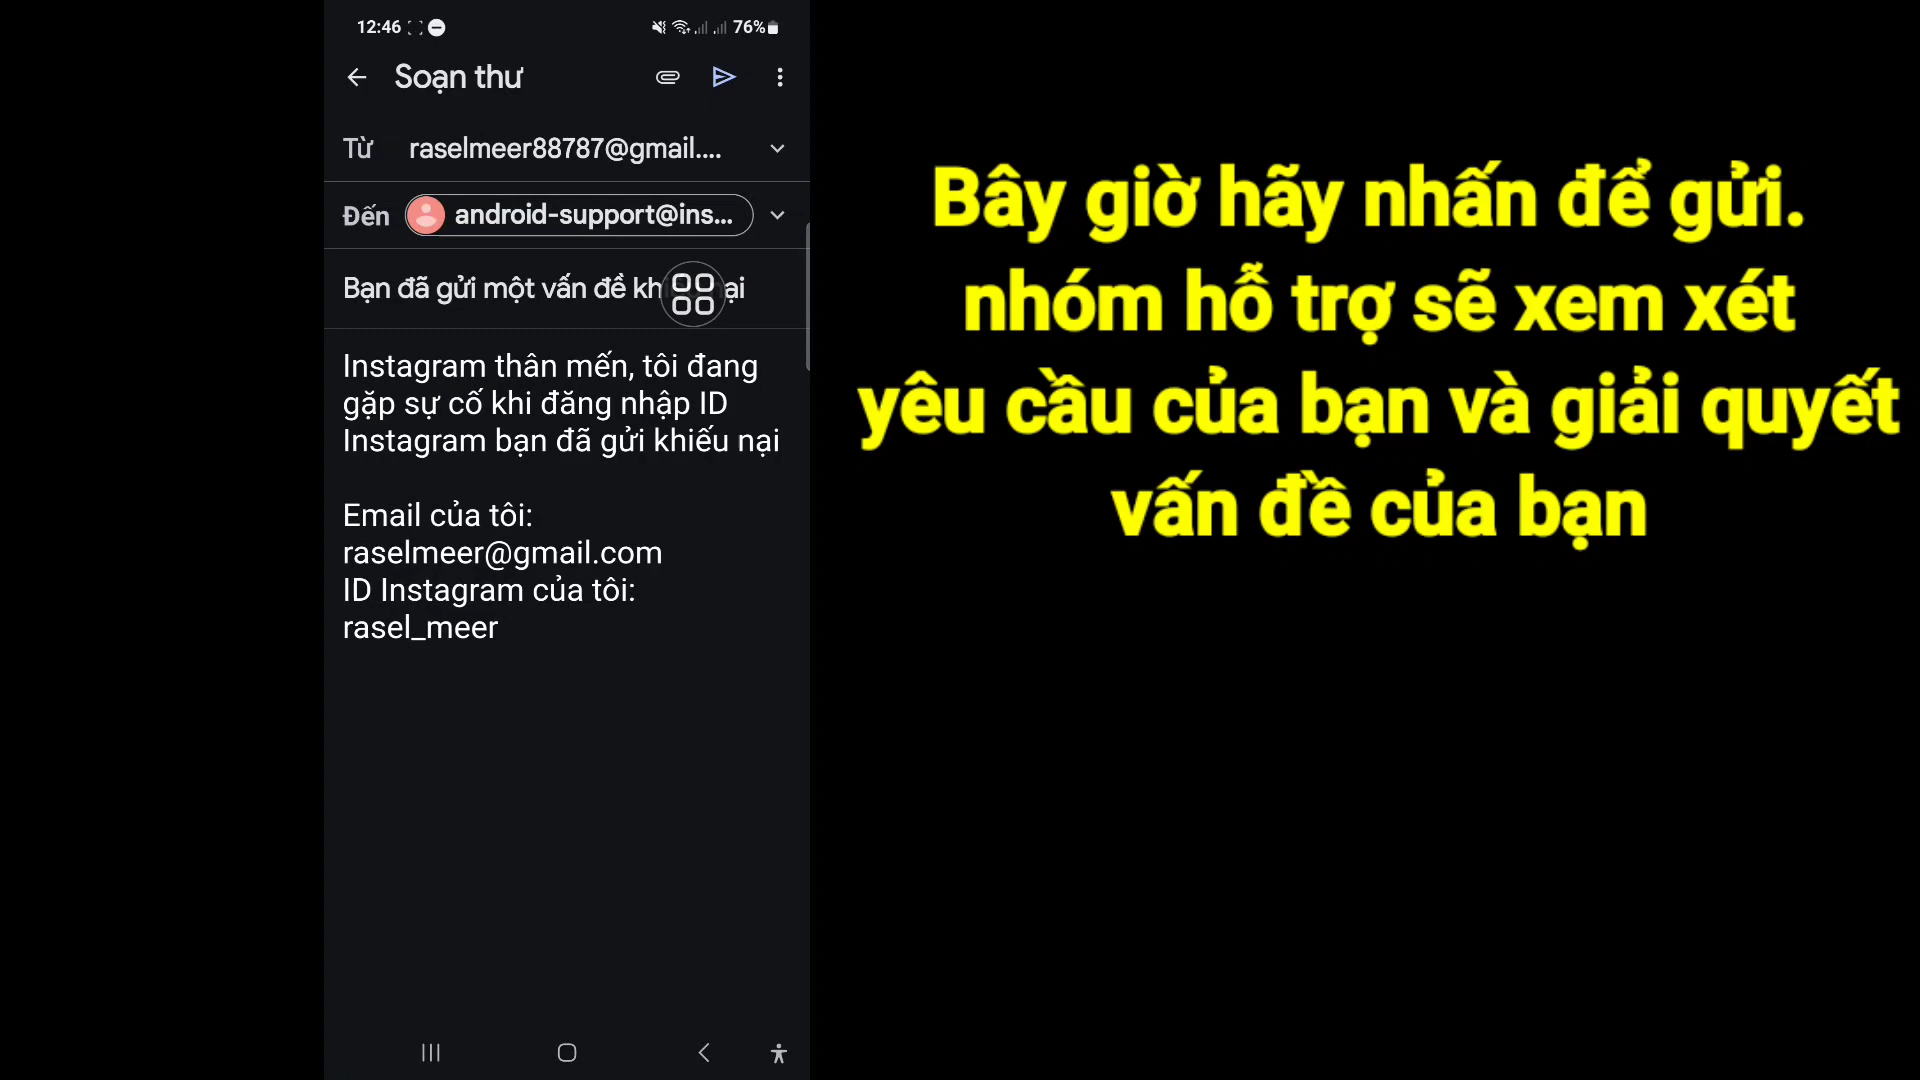 12:46
76%
Soạn thư
Từ raselmeer88787@gmail....
Đến android-support@ins...
Bạn đã gửi một vấn đề
Instagram thân mến, tôi đang
gặp sự cố khi đăng nhập ID
Instagram bạn đã gửi khiếu nại
Email của tôi:
raselmeer@gmail.com
ID Instagram của tôi:
rasel_meer
Bây giờ hãy nhấn để gửi.
nhóm hỗ trợ sẽ xem xét
yêu cầu của bạn và giải quyết
vấn đề của bạn